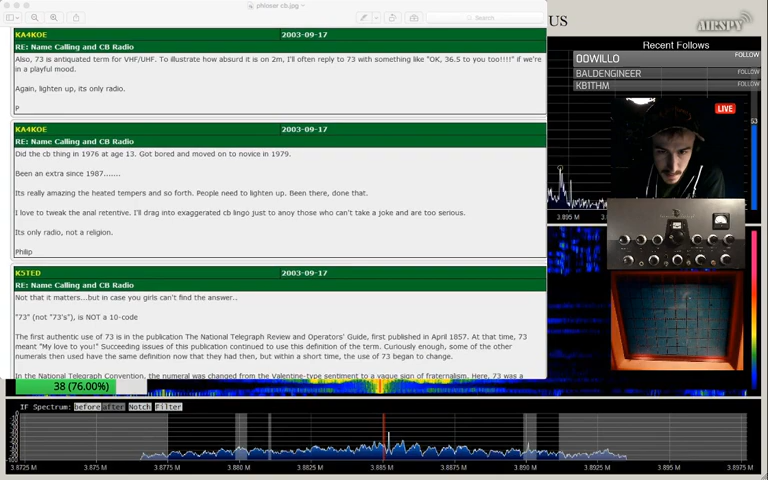 phlosser cb.jpg
Search
US
AIRSPY
KA4KOE 2003-09-17
RE: Name Calling and CB Radio
Also, 73 is antiquated term for VHF/UHF. To illustrate how absurd it is on 2m, I'll often reply to 73 with something like "OK, 36.5 to you too!!!!" if we're
in a playful mood.
Again, lighten up, its only radio.
P
KA4KOE 2003-09-17
RE: Name Calling and CB Radio
Did the cb thing in 1976 at age 13. Got bored and moved on to novice in 1979.
Been an extra since 1987.......
Its really amazing the heated tempers and so forth. People need to lighten up. Been there, done that.
I love to tweak the anal retentive. I'll drag into exaggerated cb lingo just to anoy those who can't take a joke and are too serious.
Its only radio, not a religion.
Philip
K5TED 2003-09-17
RE: Name Calling and CB Radio
Not that it matters...but in case you girls can't find the answer..
"73" (not "73's"), is NOT a 10-code
The first authentic use of 73 is in the publication The National Telegraph Review and Operators' Guide, first published in April 1857. At that time, 73
meant "My love to you!" Succeeding issues of this publication continued to use this definition of the term. Curiously enough, some of the other
numerals then used have the same definition now that they had then, but within a short time, the use of 73 began to change.
In the National Telegraph Convention, the numeral was changed from the Valentine-type sentiment to a vague sign of fraternalism. Here, 73 was a
Recent Follows
00WILLO FOLLOW
BALDENGINEER FOLLOW
KB1THM FOLLOW
LIVE
53
3.895 M
38 (76.00%)
IF Spectrum: before after Notch Filter
3.8725 M 3.875 M 3.8775 M 3.880 M 3.8825 M 3.885 M 3.8875 M 3.890 M 3.8925 M 3.895 M 3.8975 M